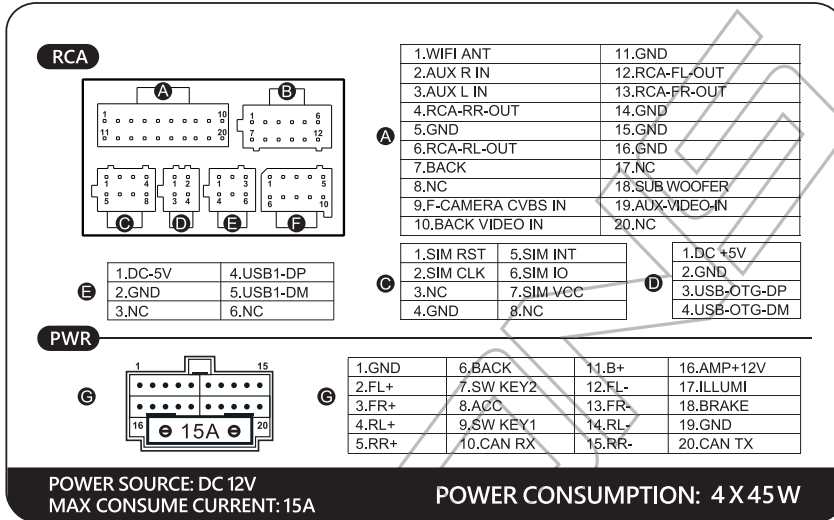 RCA
A
B
1 10
11 20
1 6
7 12
1 4
5 8
1 2
3 4
1 3
4 6
1 5
6 10
C
D
E
F
A
1.WIFI ANT 11.GND
2.AUX R IN 12.RCA-FL-OUT
3.AUX L IN 13.RCA-FR-OUT
4.RCA-RR-OUT 14.GND
5.GND 15.GND
6.RCA-RL-OUT 16.GND
7.BACK 17.NC
8.NC 18.SUB WOOFER
9.F-CAMERA CVBS IN 19.AUX-VIDEO-IN
10.BACK VIDEO IN 20.NC
E
1.DC-5V 4.USB1-DP
2.GND 5.USB1-DM
3.NC 6.NC
C
1.SIM RST 5.SIM INT
2.SIM CLK 6.SIM IO
3.NC 7.SIM VCC
4.GND 8.NC
D
1.DC +5V
2.GND
3.USB-OTG-DP
4.USB-OTG-DM
PWR
G
1 15
16 20
15A
G
1.GND 6.BACK 11.B+ 16.AMP+12V
2.FL+ 7.SW KEY2 12.FL- 17.ILLUMI
3.FR+ 8.ACC 13.FR- 18.BRAKE
4.RL+ 9.SW KEY1 14.RL- 19.GND
5.RR+ 10.CAN RX 15.RR- 20.CAN TX
POWER SOURCE: DC 12V
MAX CONSUME CURRENT: 15A
POWER CONSUMPTION: 4 X 45W